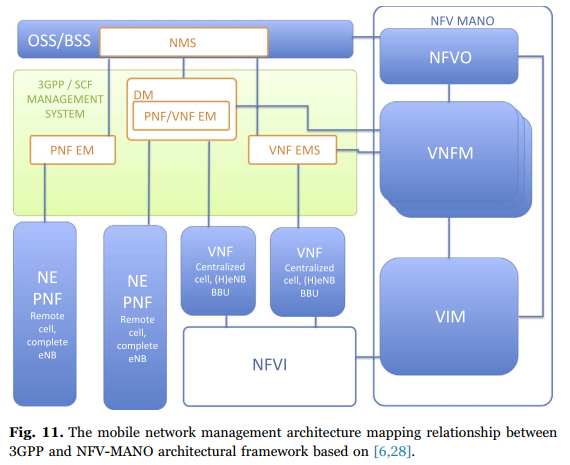 NFV MANO
OSS/BSS
NMS
NFVO
3GPP / SCF
MANAGEMENT
SYSTEM
DM
PNF/VNF EM
PNF EM
VNF EMS
VNFM
NE
PNF
Remote
cell,
complete
eNB
NE
PNF
Remote
cell,
complete
eNB
VNF
Centralized
cell, (H)eNB
BBU
VNF
Centralized
cell, (H)eNB
BBU
VIM
NFVI
Fig. 11. The mobile network management architecture mapping relationship between
3GPP and NFV-MANO architectural framework based on [6,28].